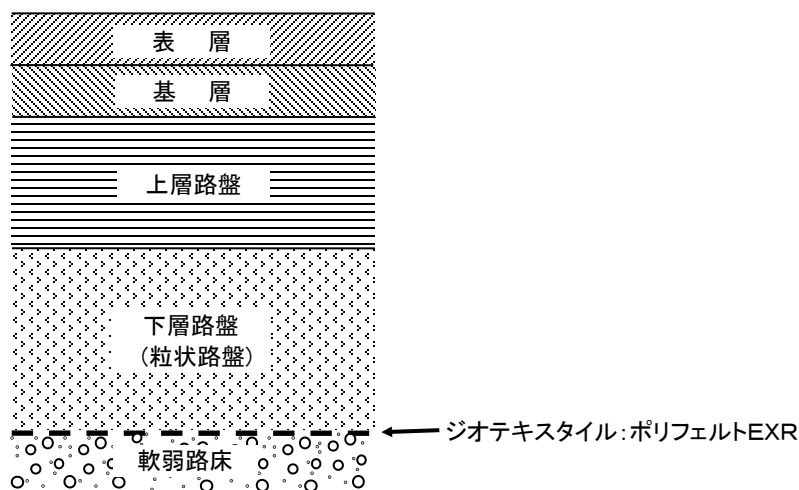 表　層
基　層
上層路盤
下層路盤
（粒状路盤）
ジオテキスタイル：ポリフェルトEXR
軟弱路床